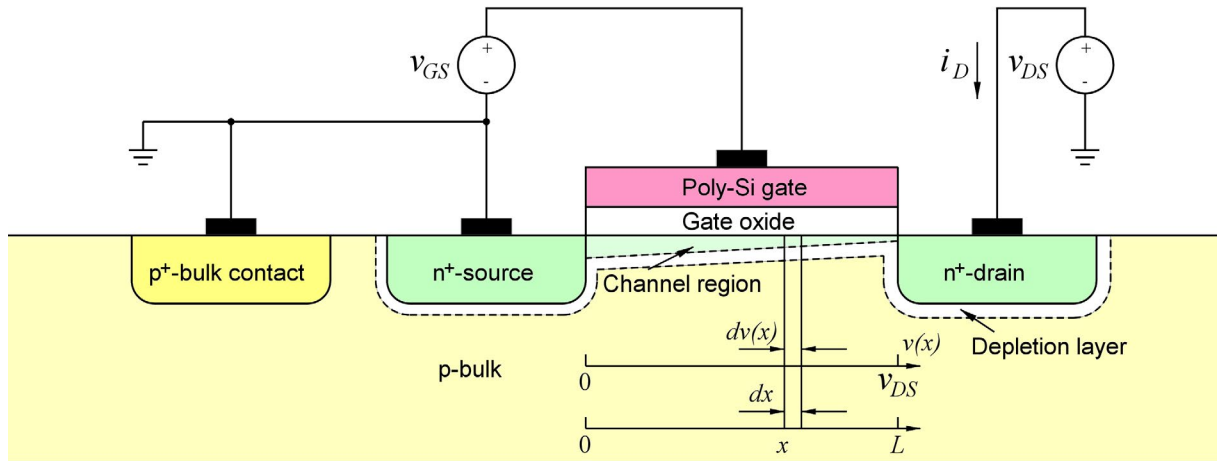 +
v_GS
-
i_D
+
v_DS
-
Poly-Si gate
Gate oxide
p⁺-bulk contact
n⁺-source
Channel region
n⁺-drain
Depletion layer
p-bulk
dv(x)
v(x)
0
v_DS
dx
0
x
L